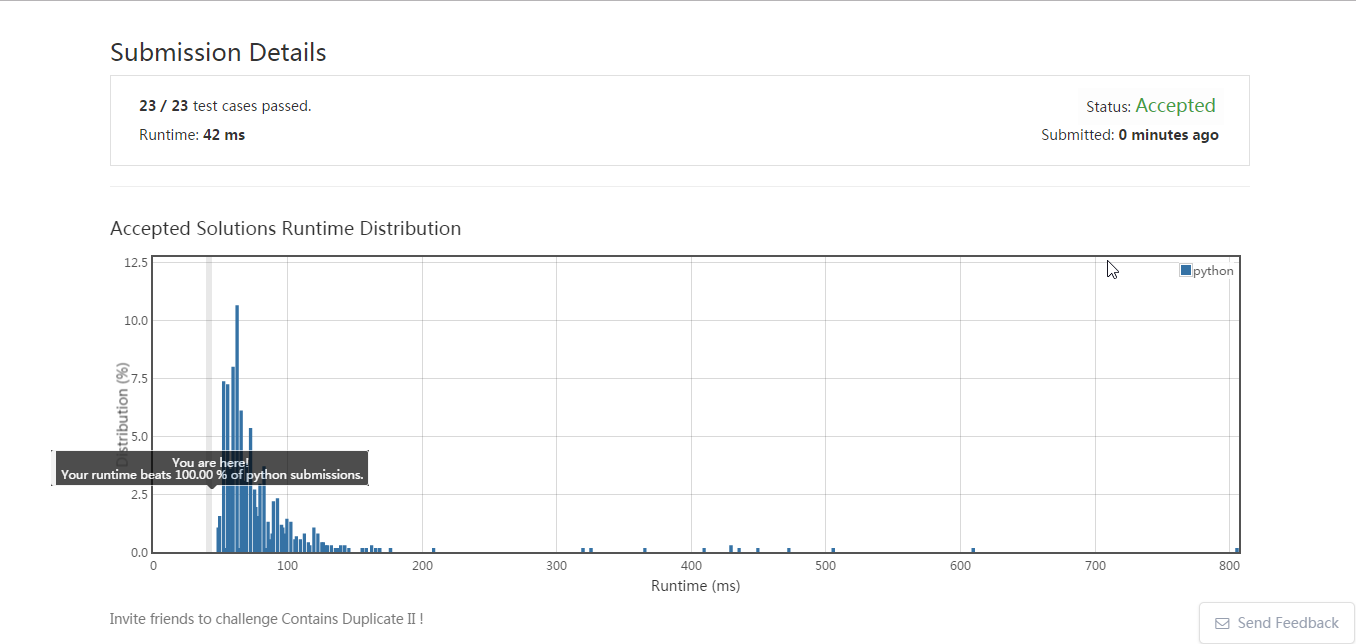 Submission Details
23 / 23 test cases passed.
Status: Accepted
Runtime: 42 ms
Submitted: 0 minutes ago
Accepted Solutions Runtime Distribution
12.5
python
10.0
7.5
Distribution (%)
5.0
You are here!
Your runtime beats 100.00 % of python submissions.
2.5
0.0
0 100 200 300 400 500 600 700 800
Runtime (ms)
Invite friends to challenge Contains Duplicate II !
Send Feedback